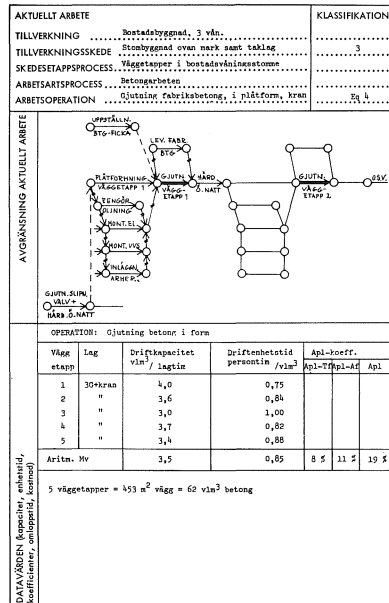 AKTUELLT ARBETE
KLASSIFIKATION
TILLVERKNING Bostadsbyggnad, 3 vån.
TILLVERKNINGSSKEDE Stombyggnad ovan mark samt taklag 3
SKEDESETAPPSPROCESS Väggetapper i bostadsvåningsstomme
ARBETSARTSPROCESS Betongarbeten
ARBETSOPERATION Gjutning fabriksbetong, i plåtform, kran Eq 4
AVGRÄNSNING AKTUELLT ARBETE
UPPSTÄLLN.
BTG-FICKA
LEV. FABR.
BTG
PLÅTFORMNING
VÄGGETAPP 1
GJUTN.
VÄGG-
ETAPP 1
HÅRD
Ö. NATT
GJUTN.
VÄGG-
ETAPP 2
OSV.
RENGÖR
OLJNING
MONT. EL.
MONT. VVS
INLÄGGN
ARMER.
GJUTN. SLIPN.
VALV +
HÅRD. Ö. NATT
OPERATION: Gjutning betong i form
Vägg etapp
Lag
Driftkapacitet vlm³/ lagtim
Driftenhetstid persontim /vlm³
Apl-koeff.
Apl-Tf Apl-Af Apl
1 3G+kran 4,0 0,75
2 " 3,6 0,84
3 " 3,0 1,00
4 " 3,7 0,82
5 " 3,4 0,88
Aritm. Mv 3,5 0,85 8 % 11 % 19 %
5 väggetapper = 453 m² vägg = 62 vlm³ betong
DATAVÄRDEN (kapacitet, enhetstid,
koefficienter, omloppstid, kostnad)